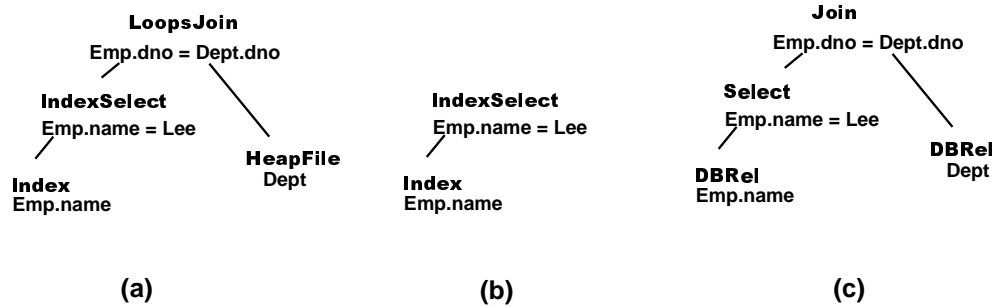 LoopsJoin
Emp.dno = Dept.dno
IndexSelect
Emp.name = Lee
HeapFile
Dept
Index
Emp.name
(a)
IndexSelect
Emp.name = Lee
Index
Emp.name
(b)
Join
Emp.dno = Dept.dno
Select
Emp.name = Lee
DBRel
Dept
DBRel
Emp.name
(c)